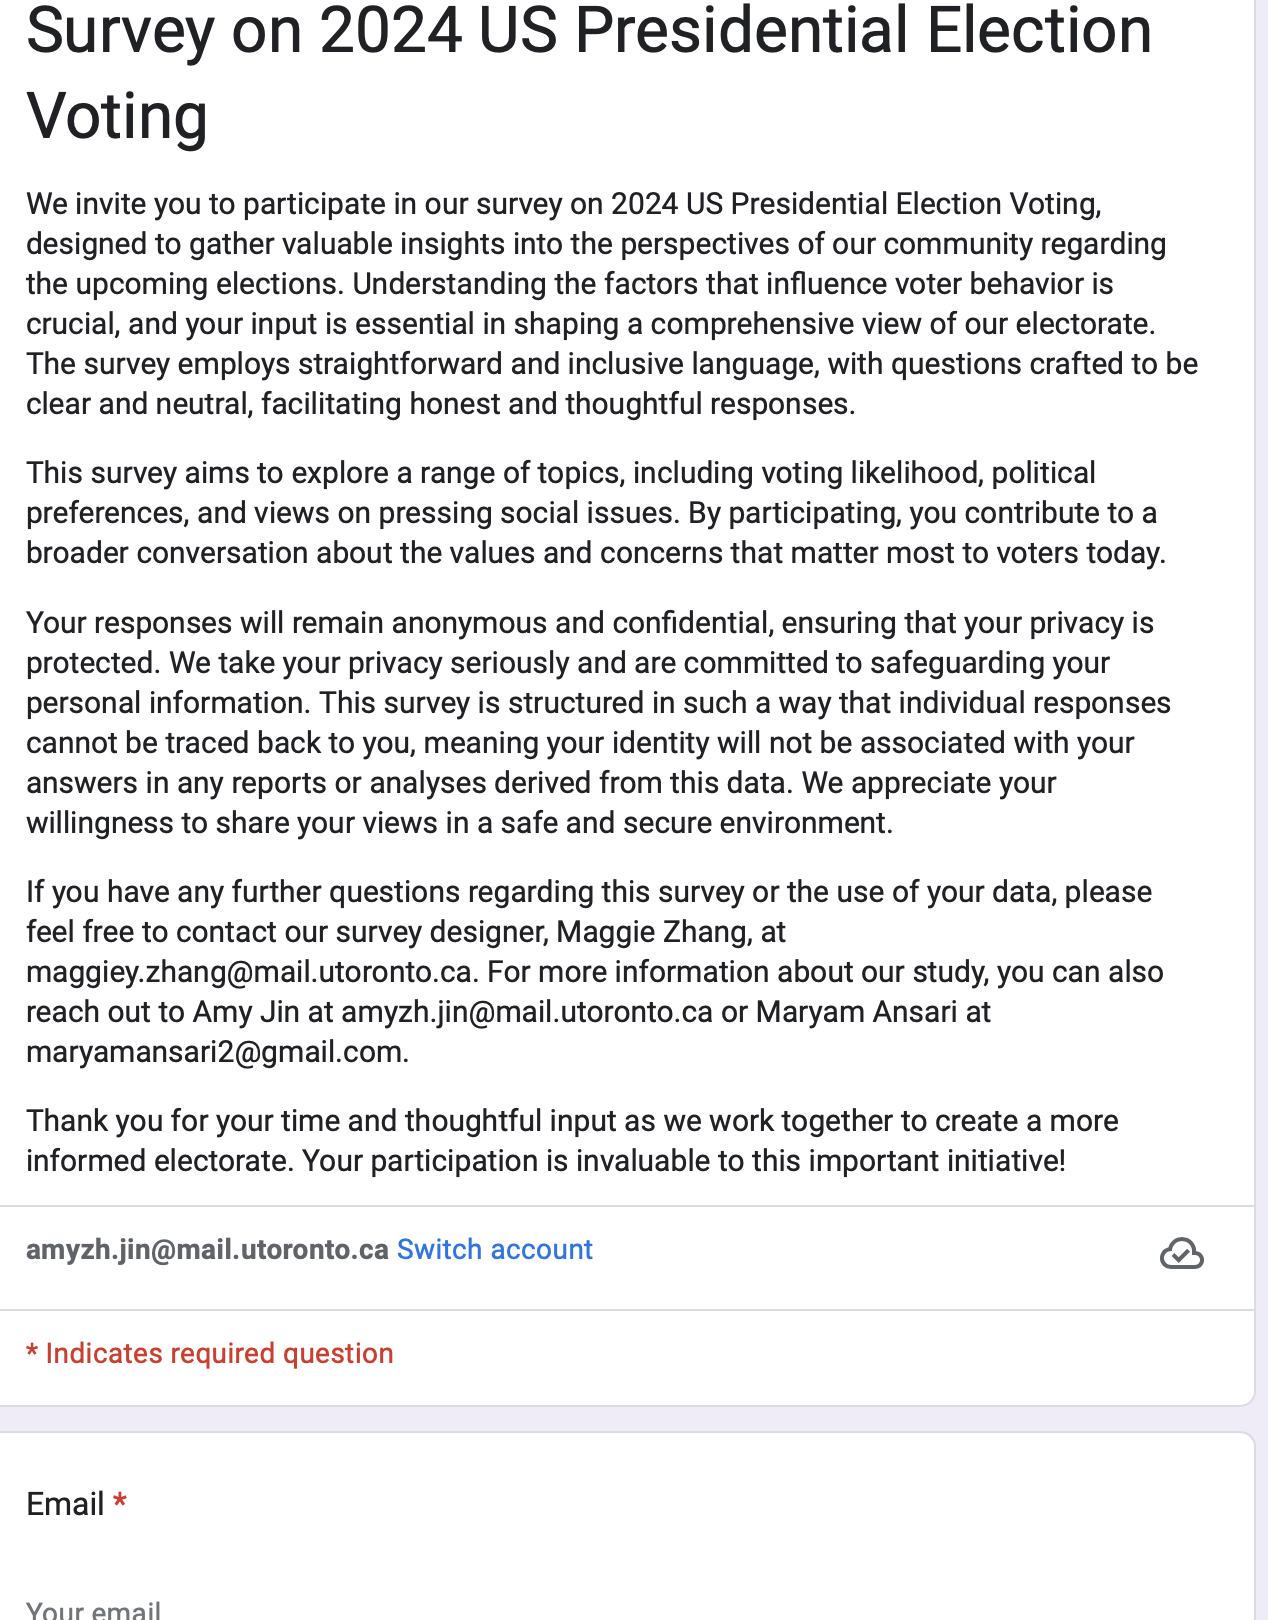 Survey on 2024 US Presidential Election
Voting
We invite you to participate in our survey on 2024 US Presidential Election Voting,
designed to gather valuable insights into the perspectives of our community regarding
the upcoming elections. Understanding the factors that influence voter behavior is
crucial, and your input is essential in shaping a comprehensive view of our electorate.
The survey employs straightforward and inclusive language, with questions crafted to be
clear and neutral, facilitating honest and thoughtful responses.
This survey aims to explore a range of topics, including voting likelihood, political
preferences, and views on pressing social issues. By participating, you contribute to a
broader conversation about the values and concerns that matter most to voters today.
Your responses will remain anonymous and confidential, ensuring that your privacy is
protected. We take your privacy seriously and are committed to safeguarding your
personal information. This survey is structured in such a way that individual responses
cannot be traced back to you, meaning your identity will not be associated with your
answers in any reports or analyses derived from this data. We appreciate your
willingness to share your views in a safe and secure environment.
If you have any further questions regarding this survey or the use of your data, please
feel free to contact our survey designer, Maggie Zhang, at
maggiey.zhang@mail.utoronto.ca. For more information about our study, you can also
reach out to Amy Jin at amyzh.jin@mail.utoronto.ca or Maryam Ansari at
maryamansari2@gmail.com.
Thank you for your time and thoughtful input as we work together to create a more
informed electorate. Your participation is invaluable to this important initiative!
amyzh.jin@mail.utoronto.ca Switch account
* Indicates required question
Email *
Your email